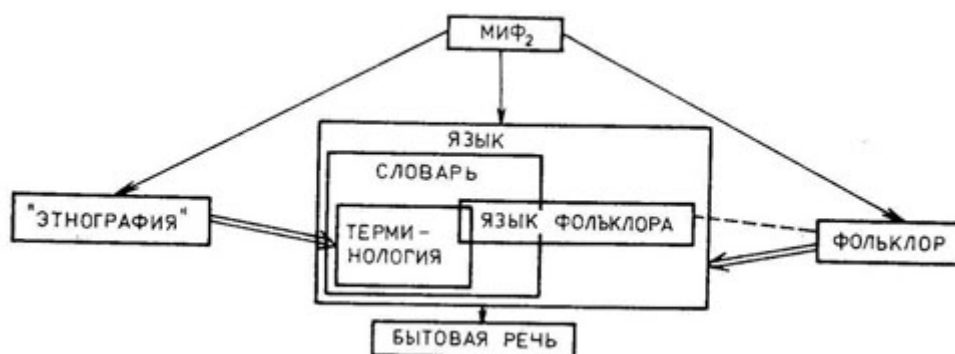 МИФ₂
ЯЗЫК
СЛОВАРЬ
"ЭТНОГРАФИЯ"
ТЕРМИ-
НОЛОГИЯ
ЯЗЫК ФОЛЬКЛОРА
ФОЛЬКЛОР
БЫТОВАЯ РЕЧЬ